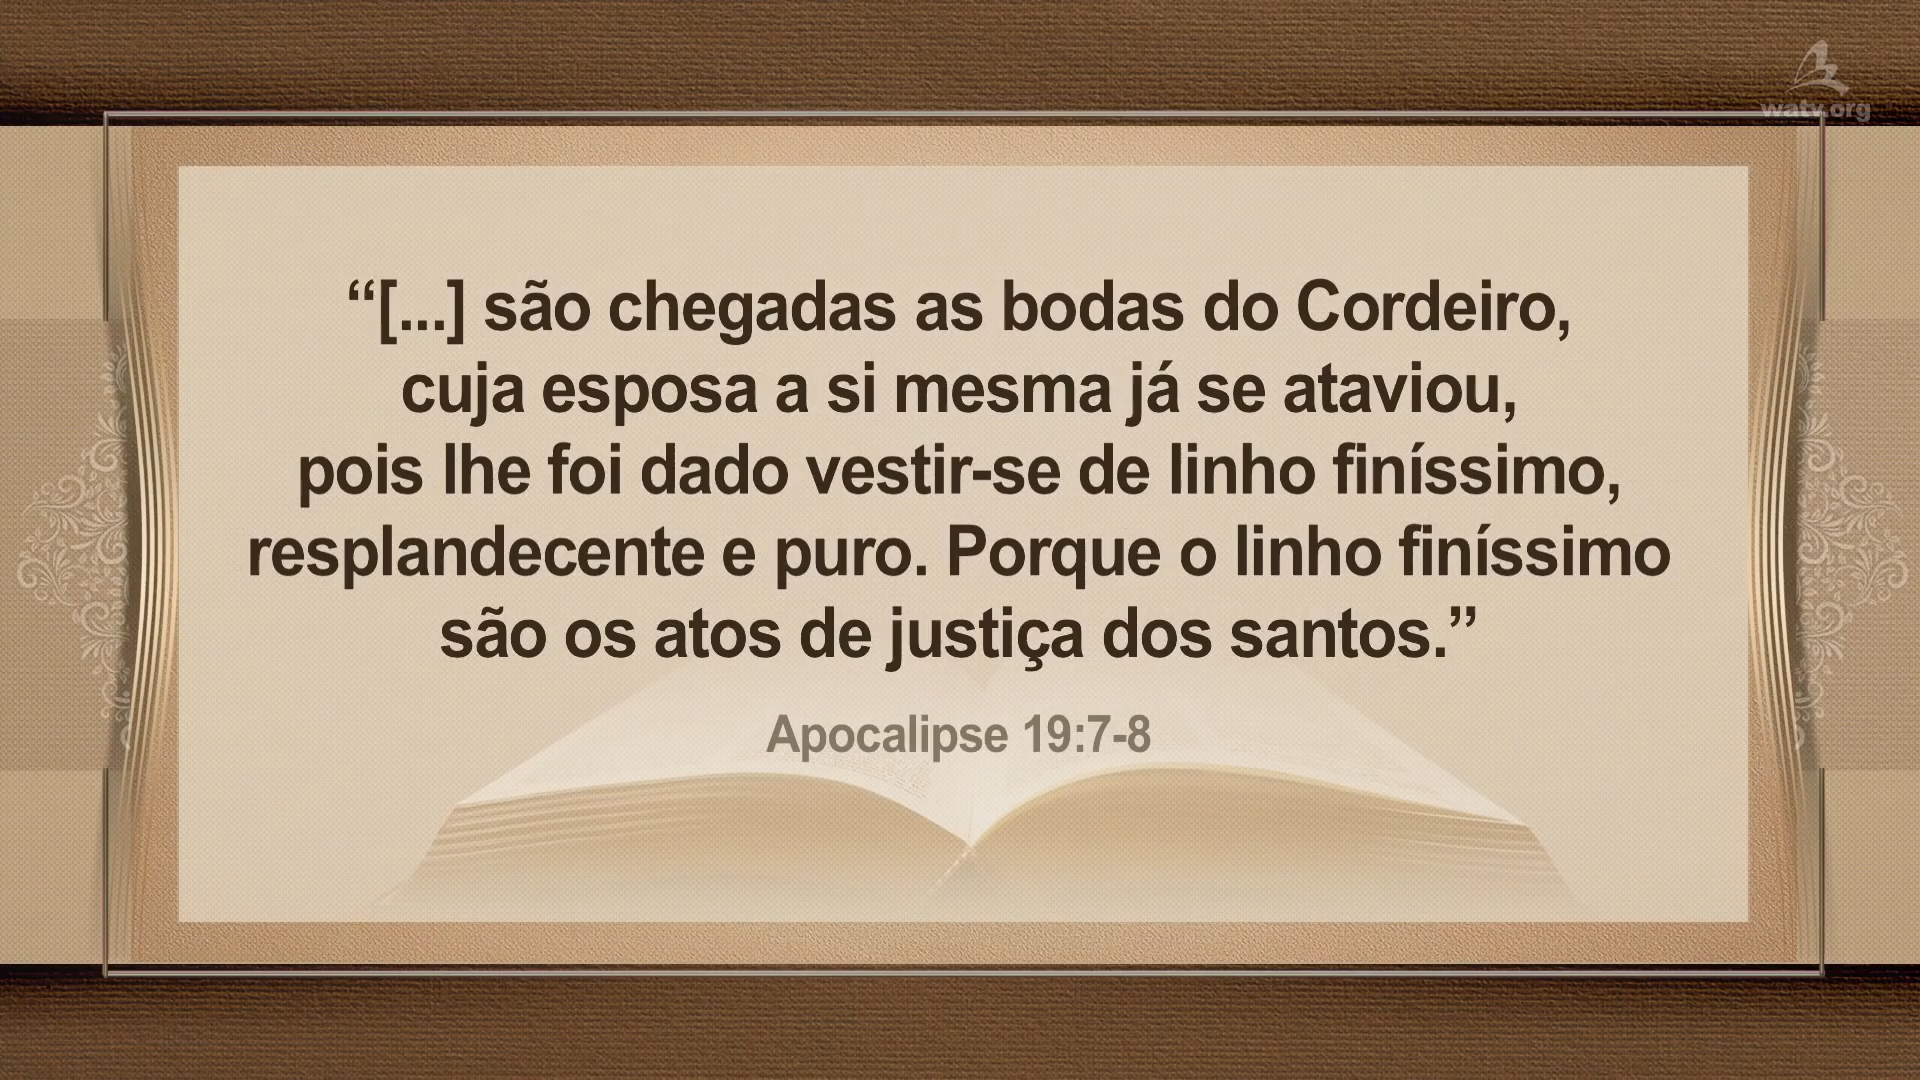 watv.org
“[...] são chegadas as bodas do Cordeiro,
cuja esposa a si mesma já se ataviou,
pois lhe foi dado vestir-se de linho finíssimo,
resplandecente e puro. Porque o linho finíssimo
são os atos de justiça dos santos.”
Apocalipse 19:7-8